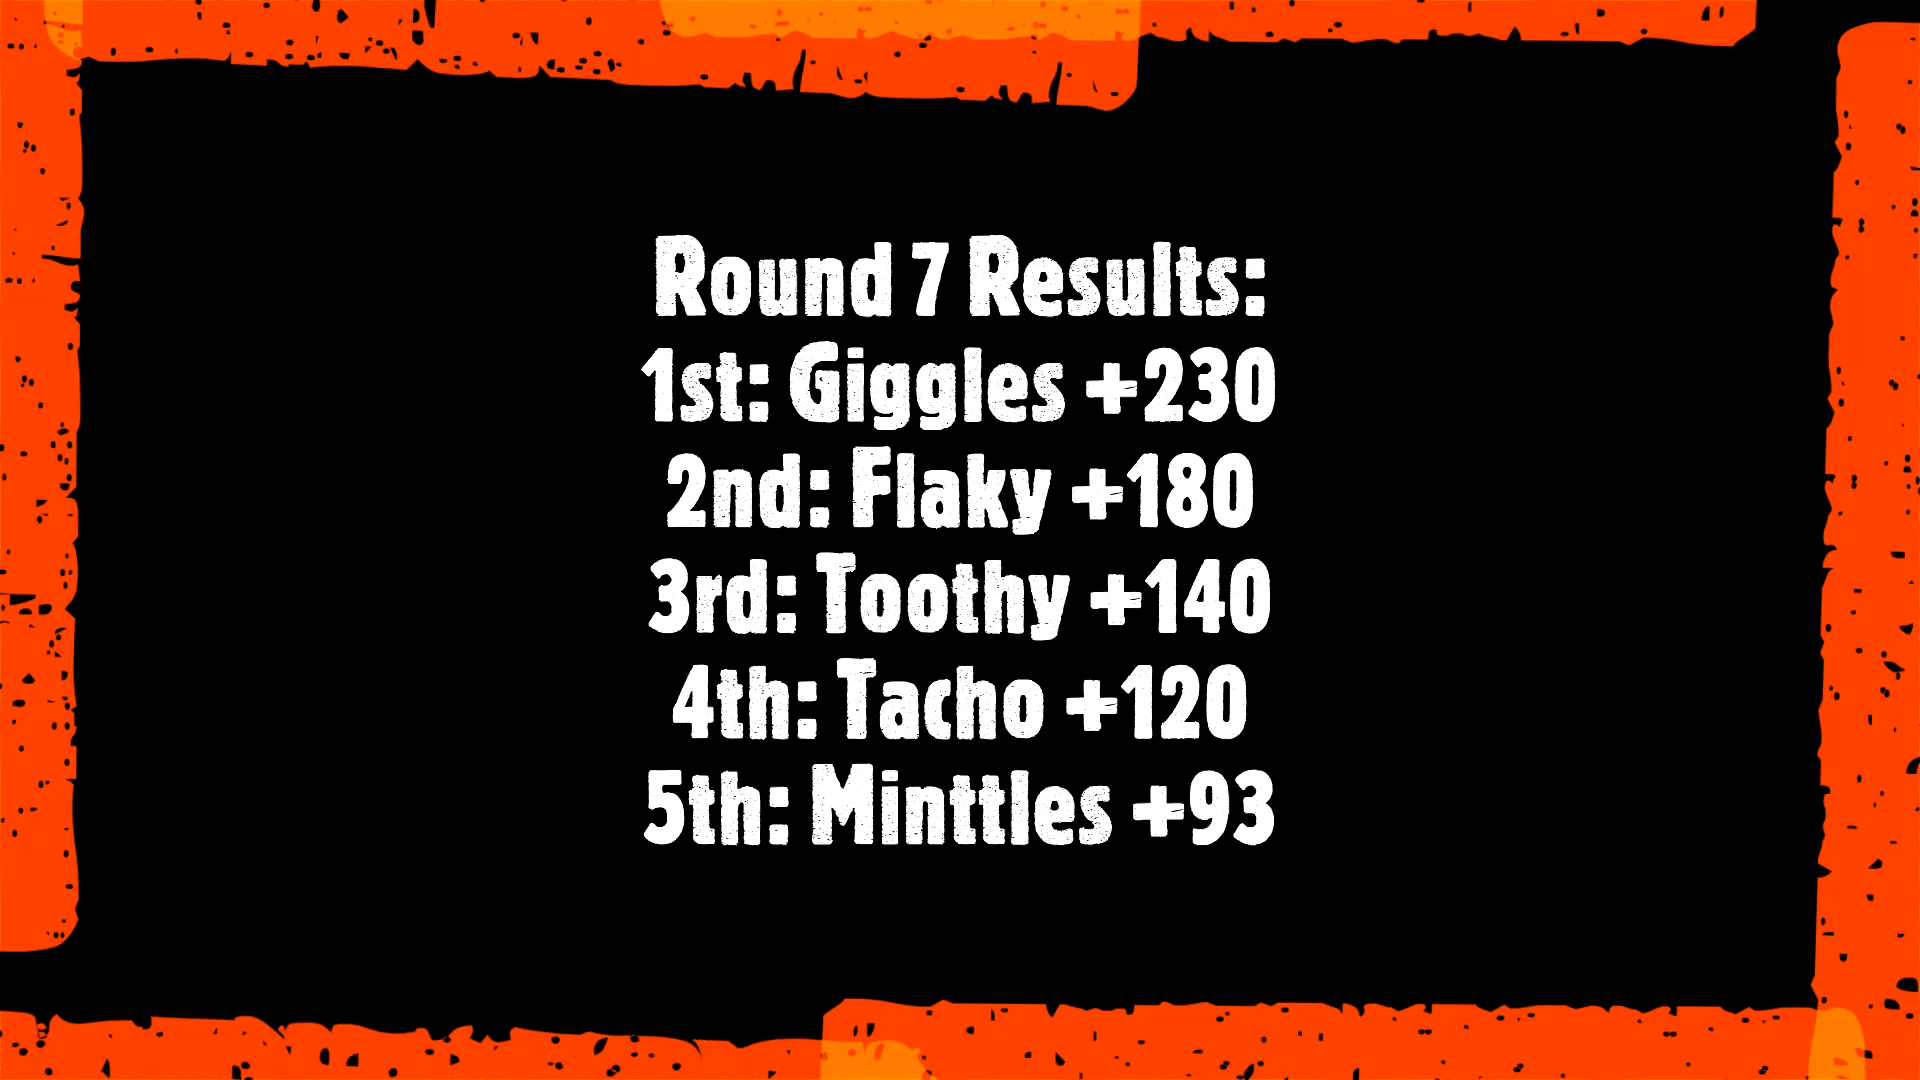 Round 7 Results:
1st: Giggles +230
2nd: Flaky +180
3rd: Toothy +140
4th: Tacho +120
5th: Minttles +93